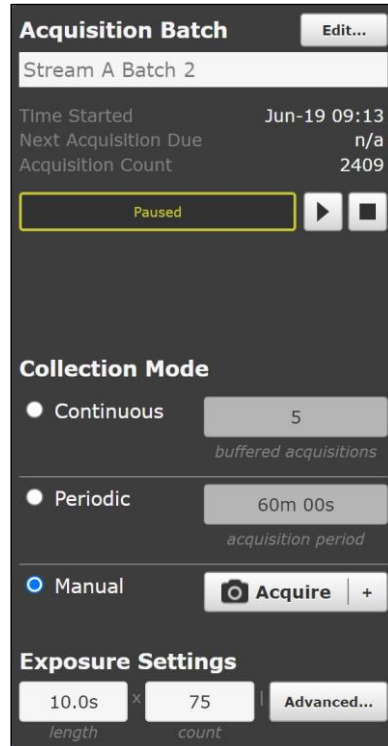 Acquisition Batch Edit...
Stream A Batch 2
Time Started Jun-19 09:13
Next Acquisition Due n/a
Acquisition Count 2409
Paused
Collection Mode
Continuous 5
buffered acquisitions
Periodic 60m 00s
acquisition period
Manual Acquire +
Exposure Settings
10.0s x 75 | Advanced...
length count